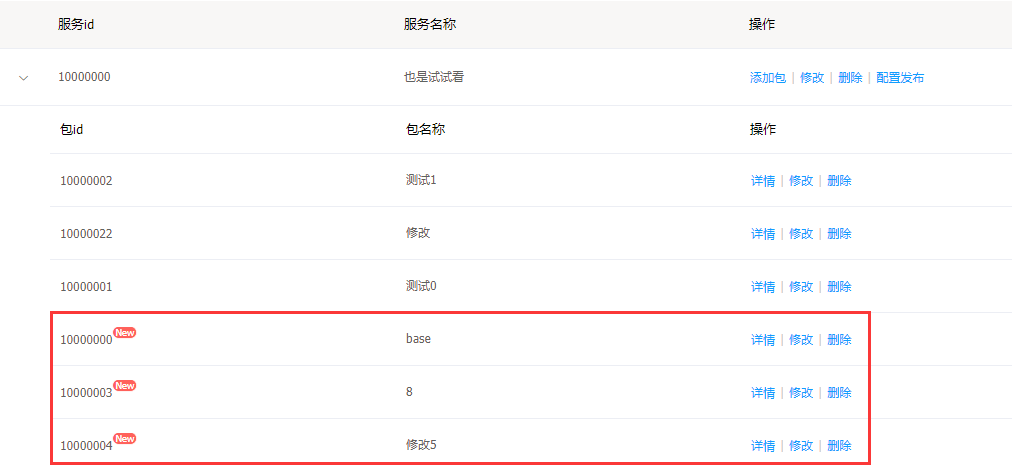 服务id 服务名称 操作
10000000 也是试试看 添加包 | 修改 | 删除 | 配置发布
包id 包名称 操作
10000002 测试1 详情 | 修改 | 删除
10000022 修改 详情 | 修改 | 删除
10000001 测试0 详情 | 修改 | 删除
10000000 New base 详情 | 修改 | 删除
10000003 New 8 详情 | 修改 | 删除
10000004 New 修改5 详情 | 修改 | 删除